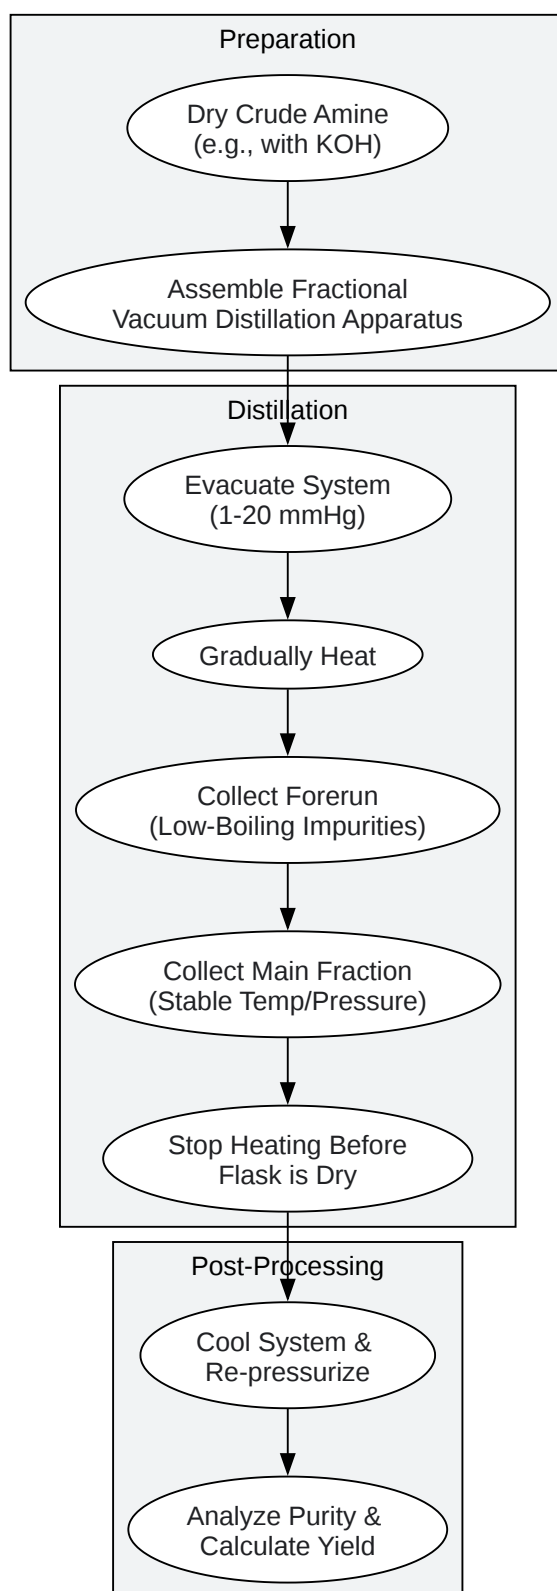 Preparation
Dry Crude Amine
(e.g., with KOH)
Assemble Fractional
Vacuum Distillation Apparatus
Distillation
Evacuate System
(1-20 mmHg)
Gradually Heat
Collect Forerun
(Low-Boiling Impurities)
Collect Main Fraction
(Stable Temp/Pressure)
Stop Heating Before
Flask is Dry
Post-Processing
Cool System &
Re-pressurize
Analyze Purity &
Calculate Yield